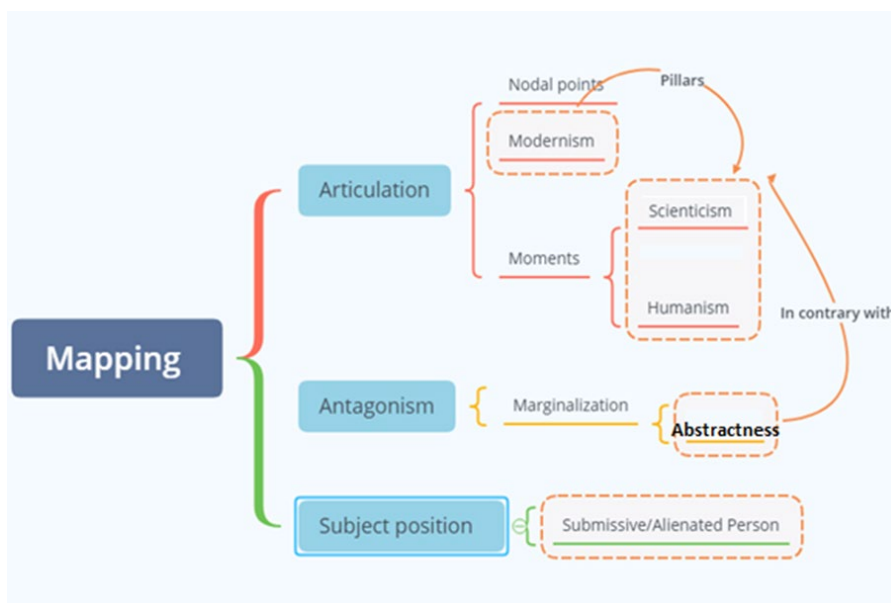 Nodal points
Pillars
Modernism
Articulation
Scienticism
Moments
Humanism
In contrary with
Mapping
Antagonism
Marginalization
Abstractness
Subject position
Submissive/Alienated Person